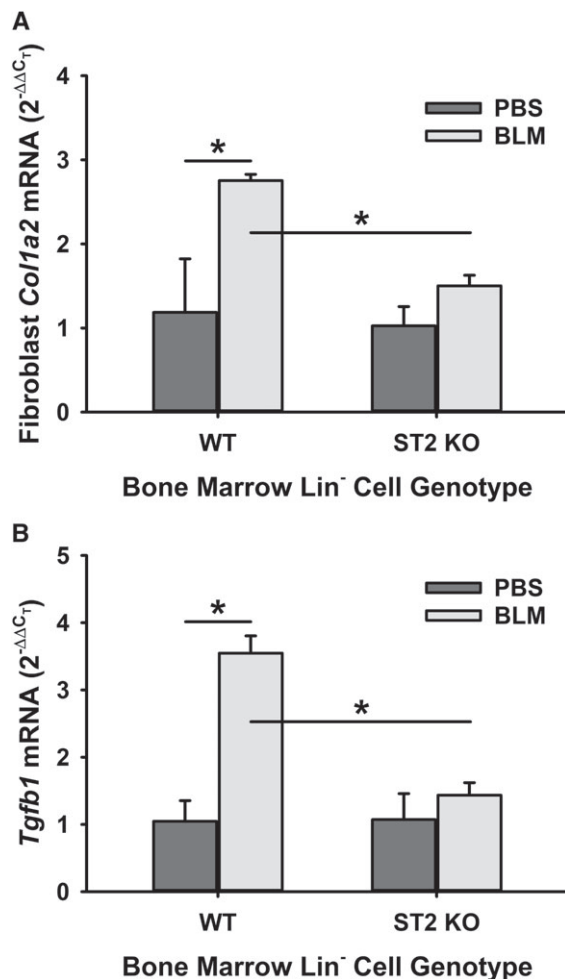 A
Fibroblast Col1a2 mRNA (2^-ΔΔC_T)
4
3
2
1
0
PBS
BLM
*
*
WT ST2 KO
Bone Marrow Lin⁻ Cell Genotype
B
Tgfb1 mRNA (2^-ΔΔC_T)
5
4
3
2
1
0
PBS
BLM
*
*
WT ST2 KO
Bone Marrow Lin⁻ Cell Genotype